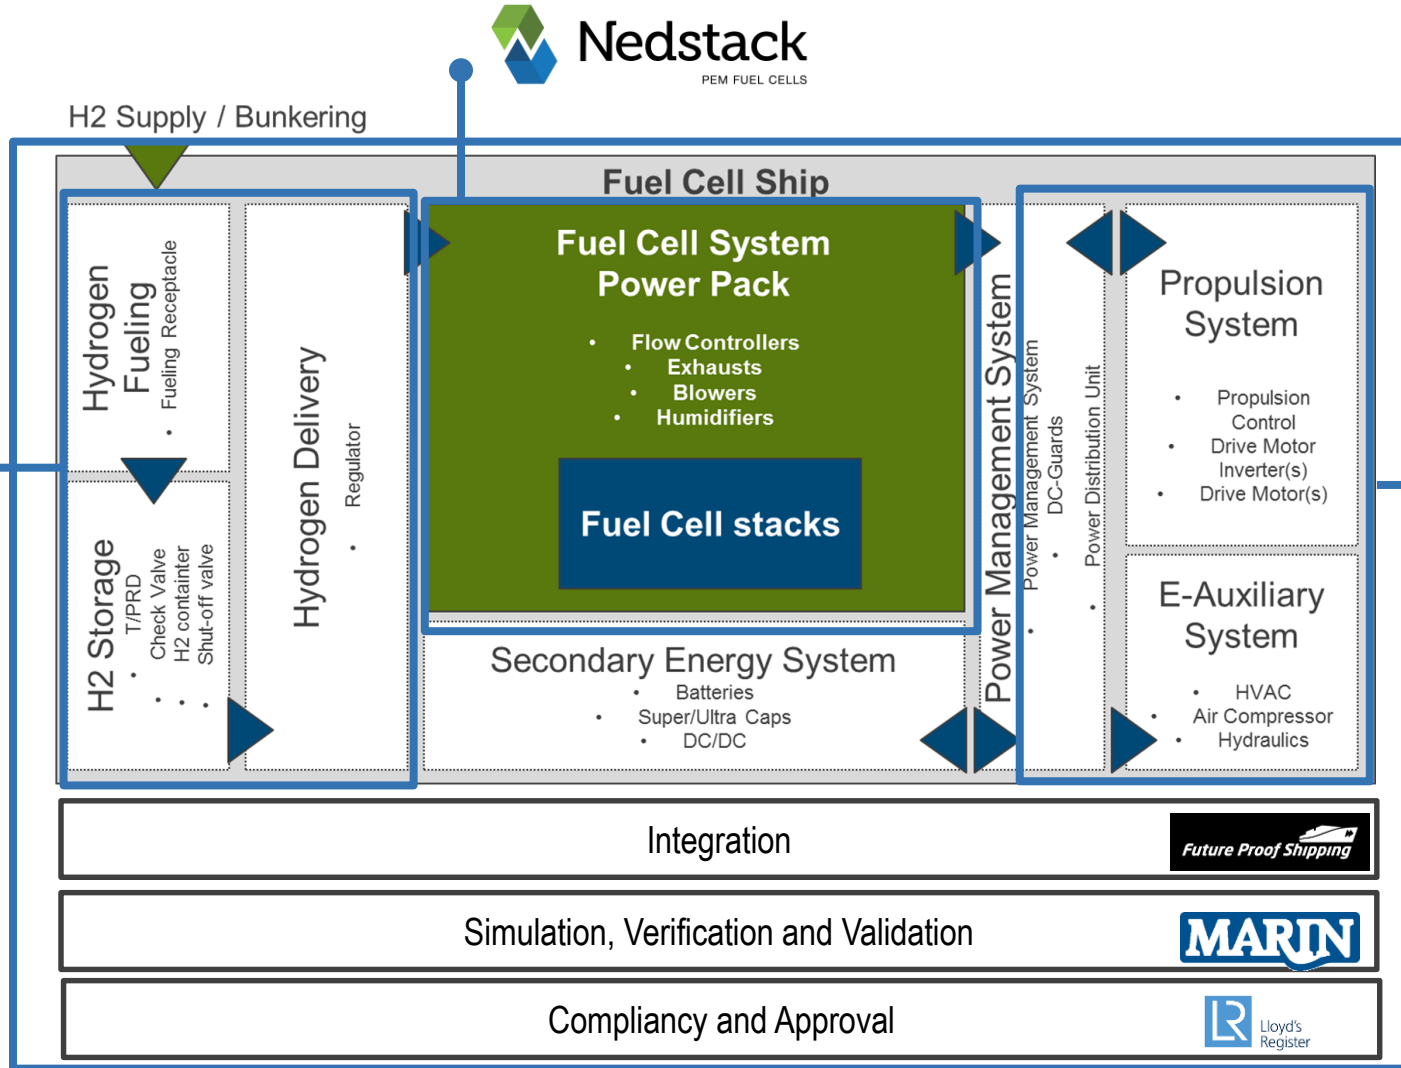 Nedstack
PEM FUEL CELLS
H2 Supply / Bunkering
Fuel Cell Ship
Hydrogen
Fueling
• Fueling Receptacle
H2 Storage
• T/PRD
• Check Valve
• H2 containter
• Shut-off valve
Hydrogen Delivery
• Regulator
Fuel Cell System
Power Pack
• Flow Controllers
• Exhausts
• Blowers
• Humidifiers
Fuel Cell stacks
Secondary Energy System
• Batteries
• Super/Ultra Caps
• DC/DC
Power Management System
• Power Management System
• DC-Guards
• Power Distribution Unit
Propulsion
System
• Propulsion
Control
• Drive Motor
Inverter(s)
• Drive Motor(s)
E-Auxiliary
System
• HVAC
• Air Compressor
• Hydraulics
Integration
Future Proof Shipping
Simulation, Verification and Validation
MARIN
Compliancy and Approval
LR
Lloyd's
Register